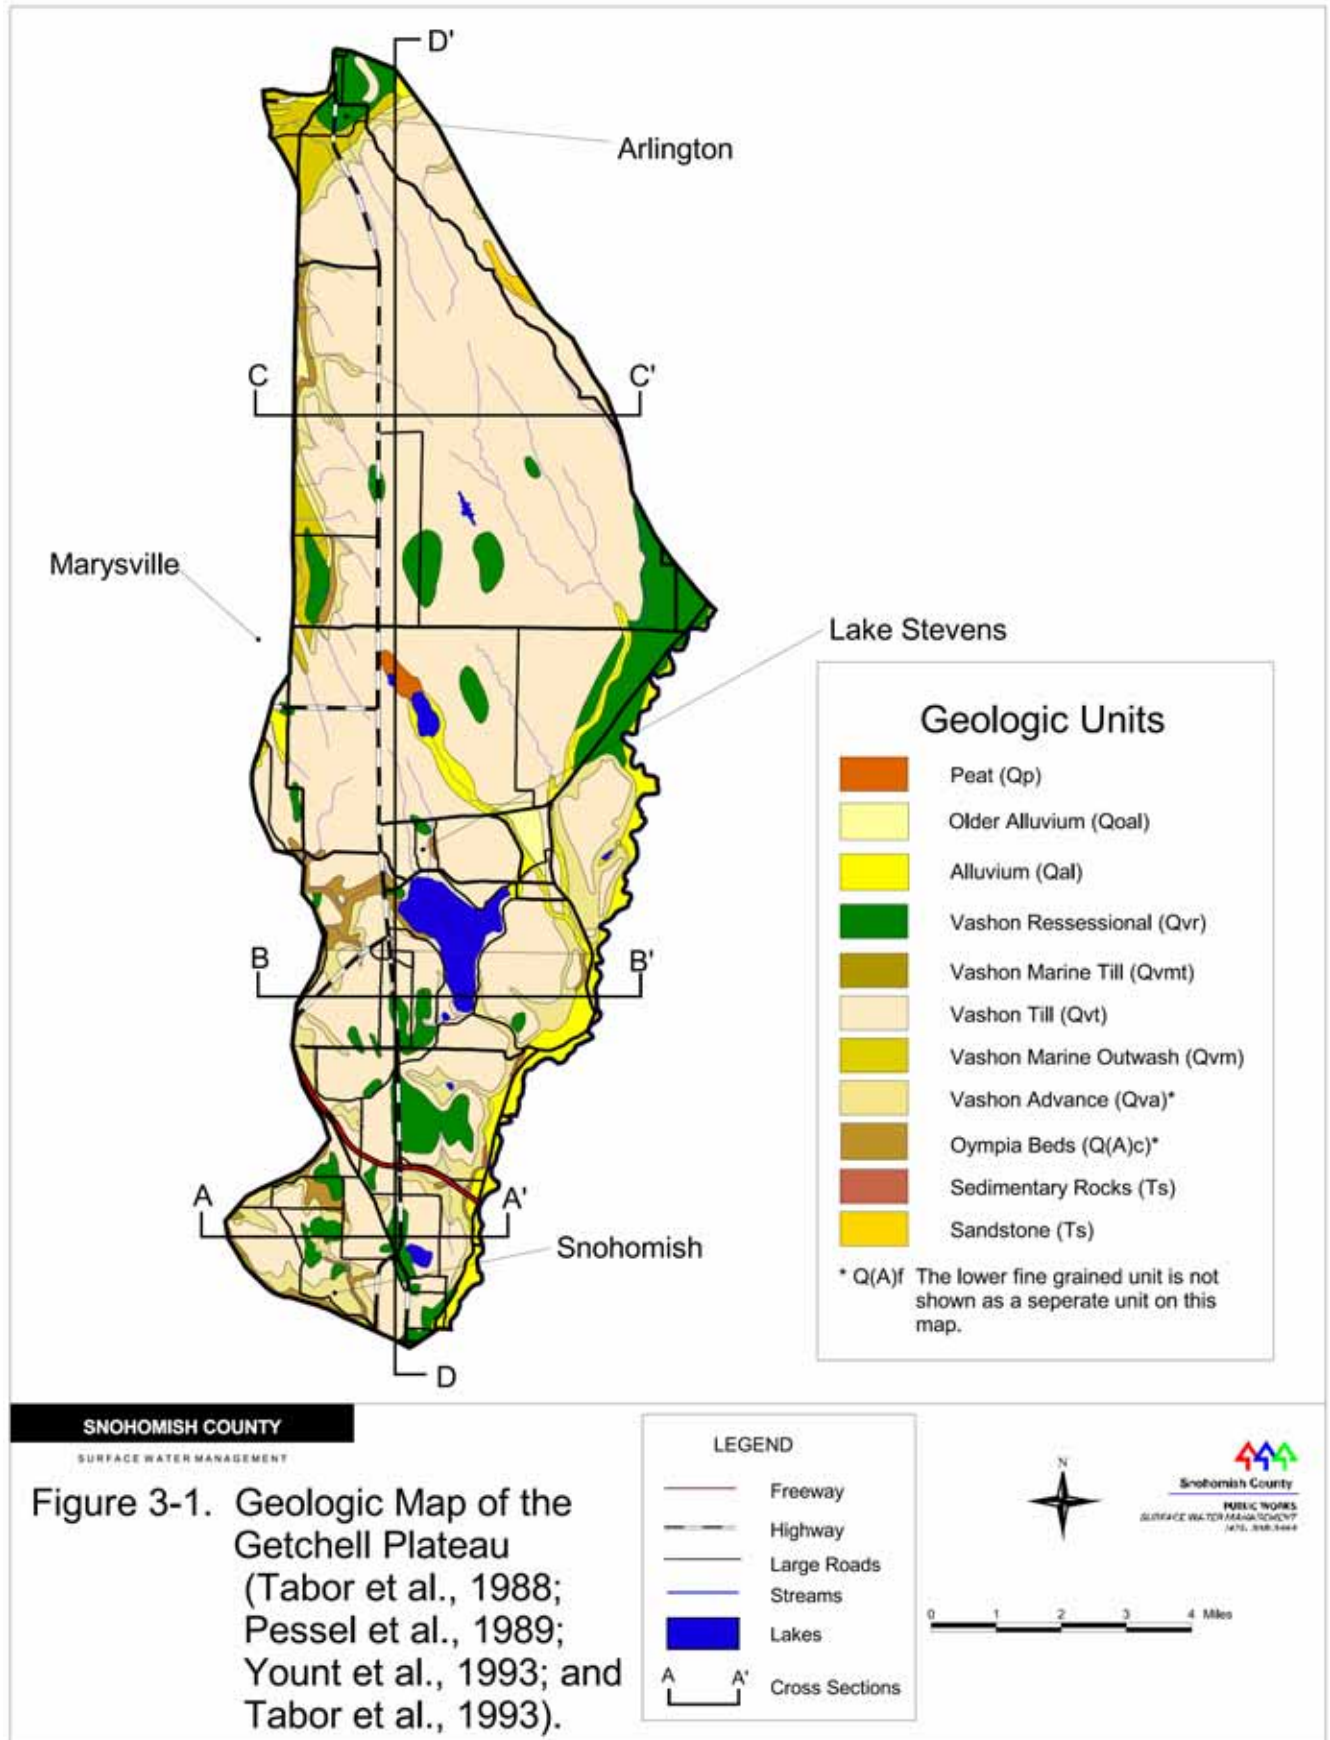 D'
Arlington
C
C'
Marysville
Lake Stevens
Geologic Units
Peat (Qp)
Older Alluvium (Qoal)
Alluvium (Qal)
Vashon Ressessional (Qvr)
Vashon Marine Till (Qvmt)
Vashon Till (Qvt)
Vashon Marine Outwash (Qvm)
Vashon Advance (Qva)*
Oympia Beds (Q(A)c)*
Sedimentary Rocks (Ts)
Sandstone (Ts)
* Q(A)f The lower fine grained unit is not
shown as a seperate unit on this
map.
B
B'
A
A'
Snohomish
D
SNOHOMISH COUNTY
SURFACE WATER MANAGEMENT
Figure 3-1. Geologic Map of the
Getchell Plateau
(Tabor et al., 1988;
Pessel et al., 1989;
Yount et al., 1993; and
Tabor et al., 1993).
LEGEND
Freeway
Highway
Large Roads
Streams
Lakes
A A' Cross Sections
N
Snohomish County
PUBLIC WORKS
SURFACE WATER MANAGEMENT
0 1 2 3 4 Miles